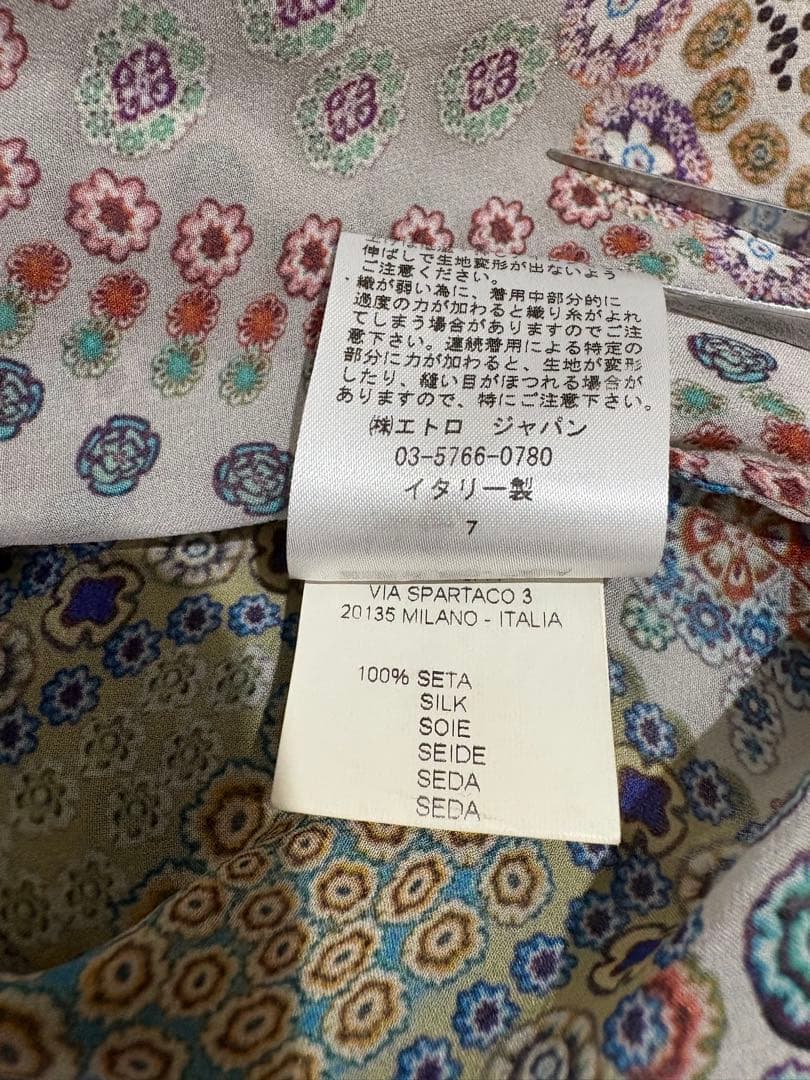 伸ばしで生地変形が出ないよう
ご注意ください。
.織が弱い為に、着用中部分的に
過度の力が加わると織り糸がよれ
てしまう場合がありますのでご注
意下さい。連続着用による特定の
部分に力が加わると、生地が変形
したり、縫い目がほつれる場合が
ありますので、特にご注意下さい。
㈱エトロ ジャパン
03-5766-0780
イタリー製
7
VIA SPARTACO 3
20135 MILANO - ITALIA
100% SETA
SILK
SOIE
SEIDE
SEDA
SEDA